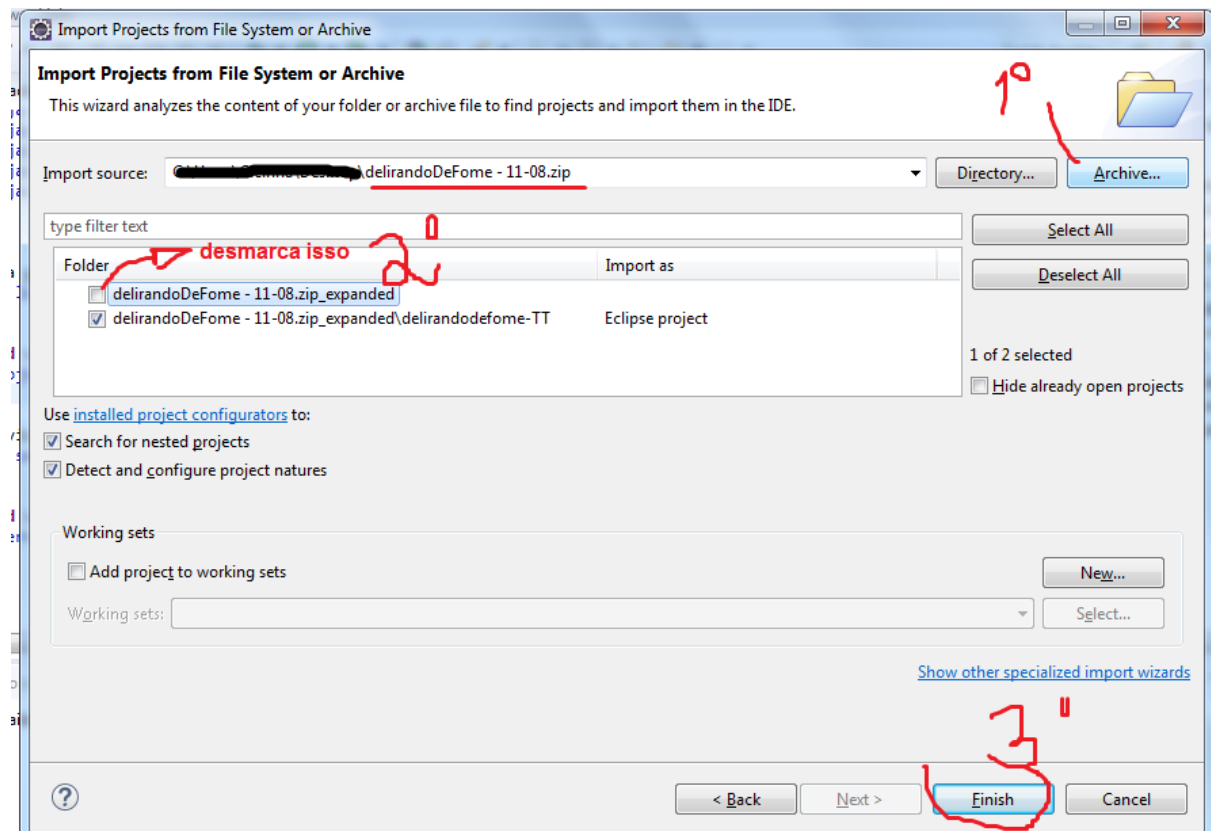 Import Projects from File System or Archive
Import Projects from File System or Archive
This wizard analyzes the content of your folder or archive file to find projects and import them in the IDE.
1º
Import source: \delirandoDeFome - 11-08.zip Directory... Archive...
type filter text Select All
desmarca isso 2º
Folder Import as Deselect All
delirandoDeFome - 11-08.zip_expanded
delirandoDeFome - 11-08.zip_expanded\delirandodefome-TT Eclipse project
1 of 2 selected
Hide already open projects
Use installed project configurators to:
Search for nested projects
Detect and configure project natures
Working sets
Add project to working sets New...
Working sets: Select...
Show other specialized import wizards
3º
? < Back Next > Finish Cancel